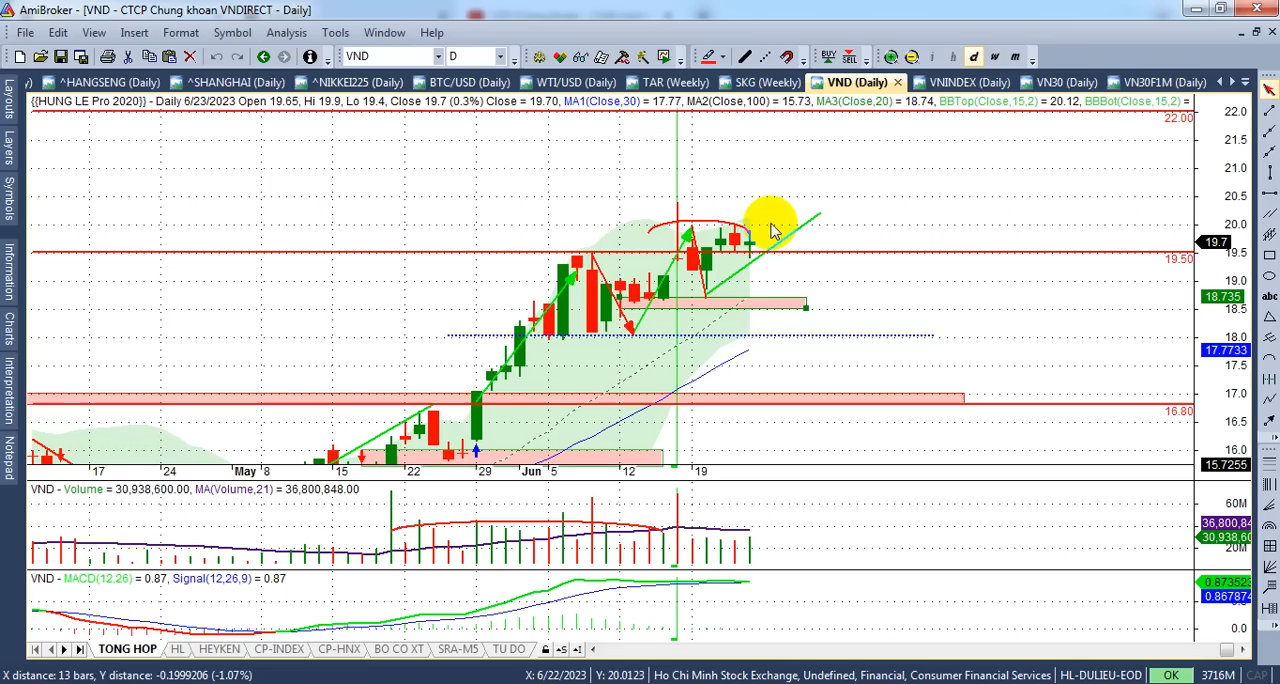 AmiBroker - [VND - CTCP Chung khoan VNDIRECT - Daily]
File Edit View Insert Format Symbol Analysis Tools Window Help
VND D BUY SELL i h d w m
^HANGSENG (Daily) ^SHANGHAI (Daily) ^NIKKEI225 (Daily) BTC/USD (Daily) WTI/USD (Daily) TAR (Weekly) SKG (Weekly) VND (Daily) VNINDEX (Daily) VN30 (Daily) VN30F1M (Daily)
{{HUNG LE Pro 2020}} - Daily 6/23/2023 Open 19.65, Hi 19.9, Lo 19.4, Close 19.7 (0.3%) Close = 19.70, MA1(Close,30) = 17.77, MA2(Close,100) = 15.73, MA3(Close,20) = 18.74, BBTop(Close,15,2) = 20.12, BBBot(Close,15,2) =
Layouts
Layers
Symbols
Information
Charts
Interpretation
Notepad
22.0
22.00
21.5
21.0
20.5
20.0
19.7
19.5
19.50
19.0
18.735
18.5
18.0
17.7733
17.5
17.0
16.80
16.5
16.0
15.7255
17 24 May 8 15 22 29 Jun 5 12 19
abc
VND - Volume = 30,938,600.00, MA(Volume,21) = 36,800,848.00
60M
36,800,84
30,938,60
20M
VND - MACD(12,26) = 0.87, Signal(12,26,9) = 0.87
0.873523
0.867874
0.0
TONG HOP HL HEYKEN CP-INDEX CP-HNX BO CO XT SRA-M5 TU DO
X distance: 13 bars, Y distance: -0.1999206 (-1.07%) X: 6/22/2023 Y: 20.0123 Ho Chi Minh Stock Exchange, Undefined, Financial, Consumer Financial Services HL-DULIEU-EOD OK 3716M CAP